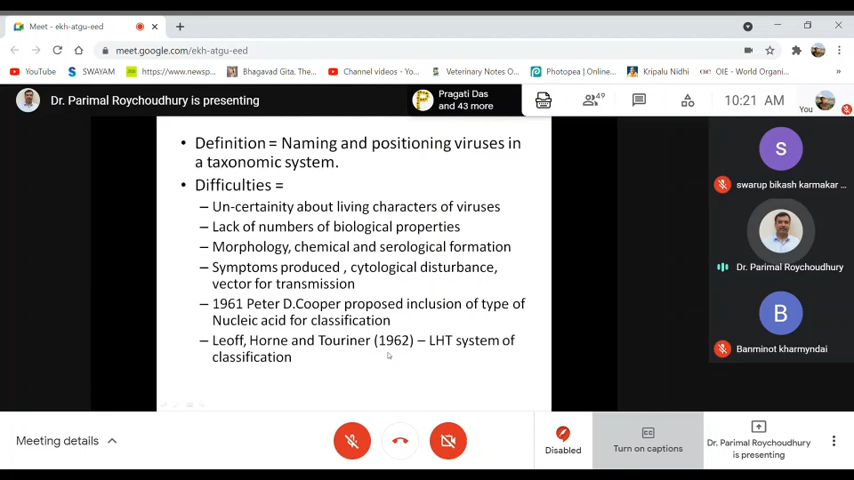 Meet - ekh-atgu-eed
meet.google.com/ekh-atgu-eed
YouTube
SWAYAM
https://www.newsp...
Bhagavad Gita, The...
Channel videos - Yo...
Veterinary Notes O...
Photopea | Online...
Kripalu Nidhi
OIE - World Organi...
Dr. Parimal Roychoudhury is presenting
Pragati Das
and 43 more
49
10:21 AM
You
• Definition = Naming and positioning viruses in
a taxonomic system.
• Difficulties =
– Un-certainity about living characters of viruses
– Lack of numbers of biological properties
– Morphology, chemical and serological formation
– Symptoms produced , cytological disturbance,
vector for transmission
– 1961 Peter D.Cooper proposed inclusion of type of
Nucleic acid for classification
– Leoff, Horne and Touriner (1962) – LHT system of
classification
S
swarup bikash karmakar ...
Dr. Parimal Roychoudhury
B
Banminot kharmyndai
Meeting details
Disabled
CC
Turn on captions
Dr. Parimal Roychoudhury
is presenting